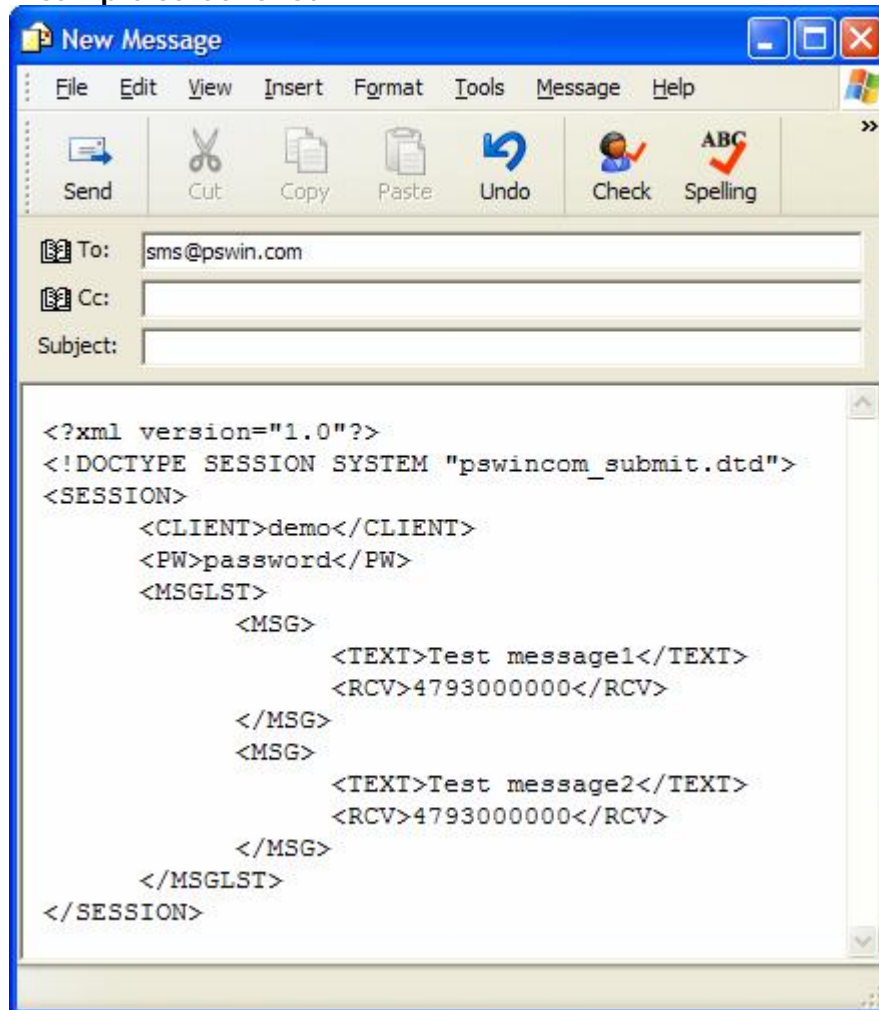 New Message
File Edit View Insert Format Tools Message Help
ABC
Send Cut Copy Paste Undo Check Spelling
To: sms@pswin.com
Cc:
Subject:
<?xml version="1.0"?>
<!DOCTYPE SESSION SYSTEM "pswincom_submit.dtd">
<SESSION>
<CLIENT>demo</CLIENT>
<PW>password</PW>
<MSGLST>
<MSG>
<TEXT>Test message1</TEXT>
<RCV>4793000000</RCV>
</MSG>
<MSG>
<TEXT>Test message2</TEXT>
<RCV>4793000000</RCV>
</MSG>
</MSGLST>
</SESSION>